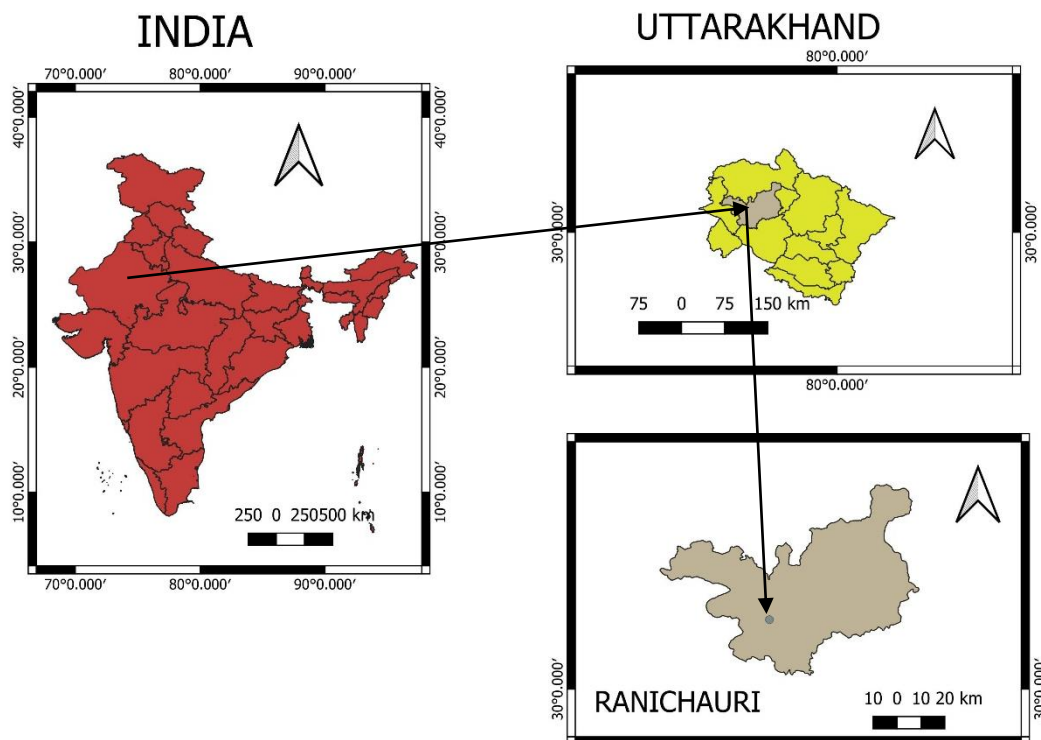 INDIA
70°0.000′ 80°0.000′ 90°0.000′
40°0.000′ 40°0.000′
30°0.000′ 30°0.000′
20°0.000′ 20°0.000′
10°0.000′ 10°0.000′
250 0 250500 km
70°0.000′ 80°0.000′ 90°0.000′
UTTARAKHAND
80°0.000′
30°0.000′ 30°0.000′
75 0 75 150 km
80°0.000′
30°0.000′ 30°0.000′
RANICHAURI
10 0 10 20 km